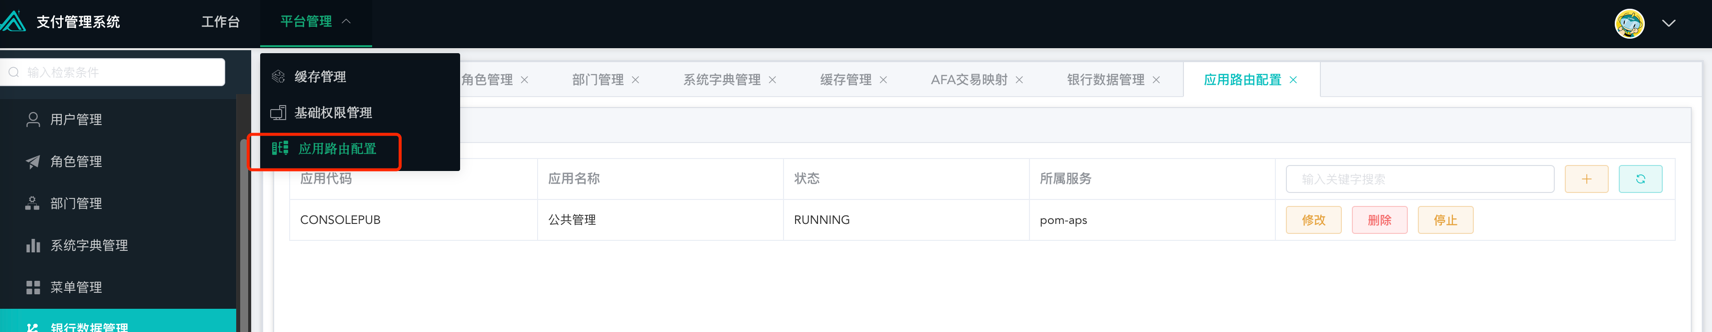 支付管理系统
工作台
平台管理
输入检索条件
用户管理
角色管理
部门管理
系统字典管理
菜单管理
银行数据管理
缓存管理
基础权限管理
应用路由配置
角色管理
部门管理
系统字典管理
缓存管理
AFA交易映射
银行数据管理
应用路由配置
应用代码 应用名称 状态 所属服务 输入关键字搜索
CONSOLEPUB 公共管理 RUNNING pom-aps 修改 删除 停止